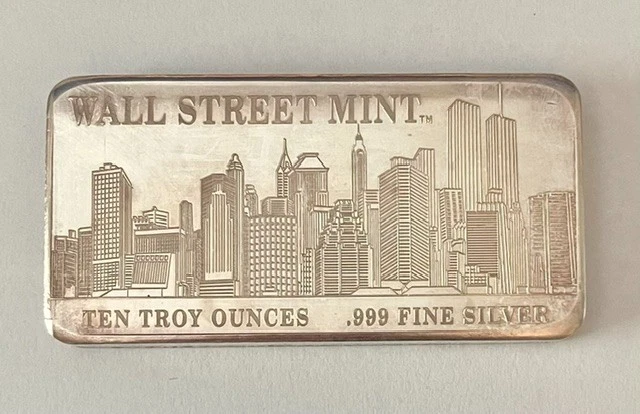 WALL STREET MINT™
TEN TROY OUNCES .999 FINE SILVER